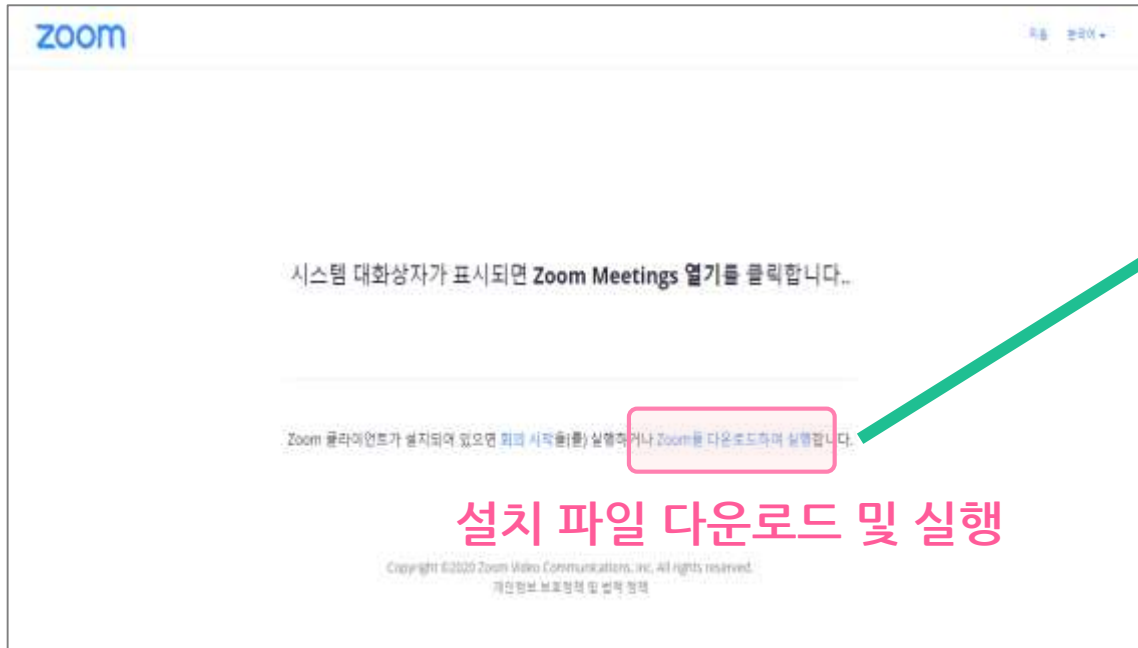 zoom
지원 한국어
시스템 대화상자가 표시되면 Zoom Meetings 열기를 클릭합니다..
Zoom 클라이언트가 설치되어 있으면 회의 시작을(를) 실행하거나 Zoom을 다운로드하여 실행합니다.
설치 파일 다운로드 및 실행
Copyright ©2020 Zoom Video Communications, Inc. All rights reserved.
개인정보 보호정책 및 법적 정책